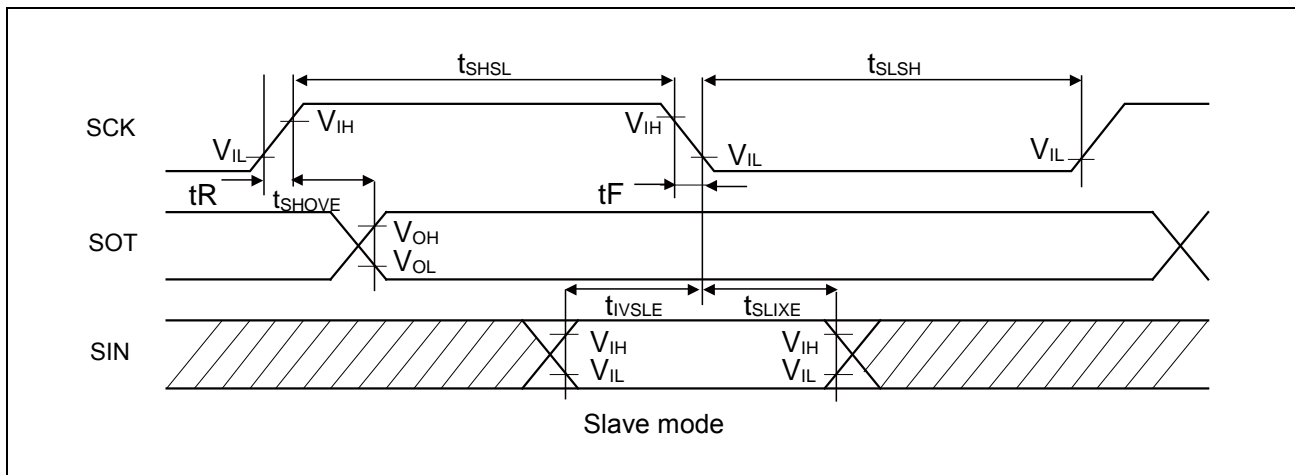 tSHSL
tSLSH
SCK
VIH
VIH
VIL
VIL
VIL
tR
tSHOVE
tF
SOT
VOH
VOL
tIVSLE
tSLIXE
SIN
VIH
VIH
VIL
VIL
Slave mode